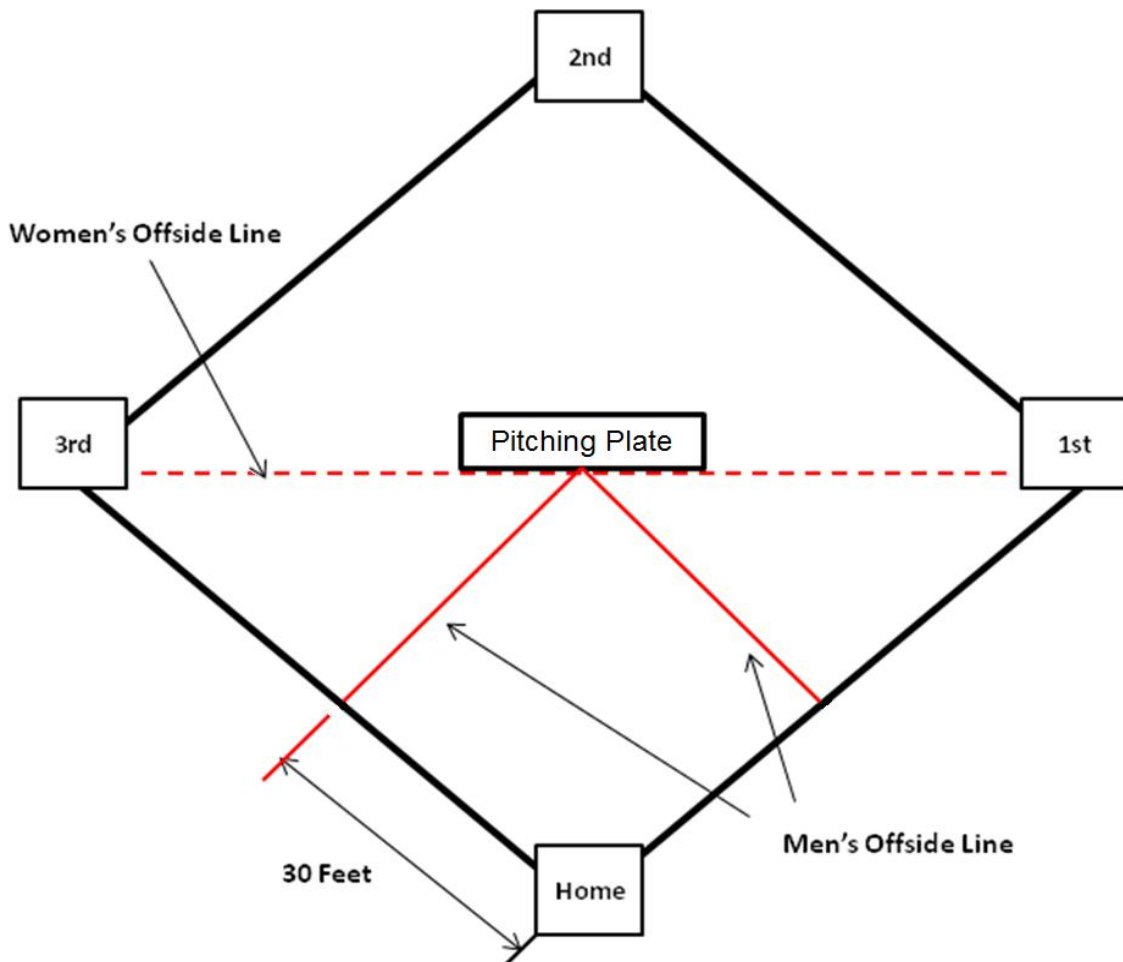 2nd
Women’s Offside Line
3rd
Pitching Plate
1st
Men’s Offside Line
30 Feet
Home